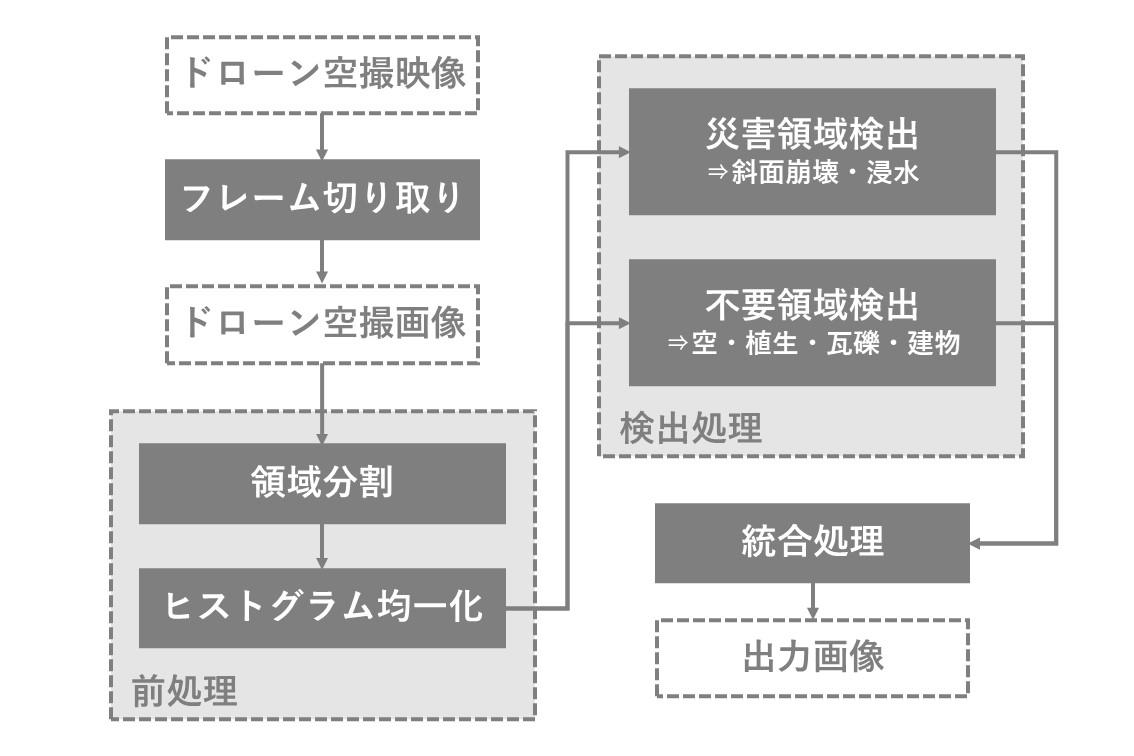 ドローン空撮映像
フレーム切り取り
ドローン空撮画像
領域分割
ヒストグラム均一化
前処理
災害領域検出
⇒斜面崩壊・浸水
不要領域検出
⇒空・植生・瓦礫・建物
検出処理
統合処理
出力画像